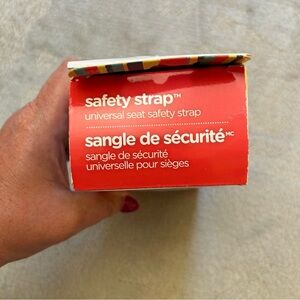 safety strap™
universal seat safety strap
sangle de sécurité MC
sangle de sécurité
universelle pour sièges